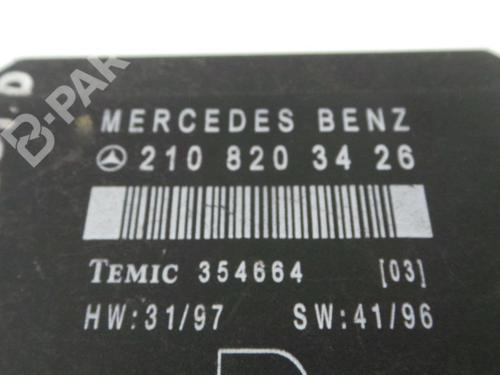 B-PAR
MERCEDES BENZ
210 820 34 26
TEMIC 354664 [03]
HW:31/97 SW:41/96